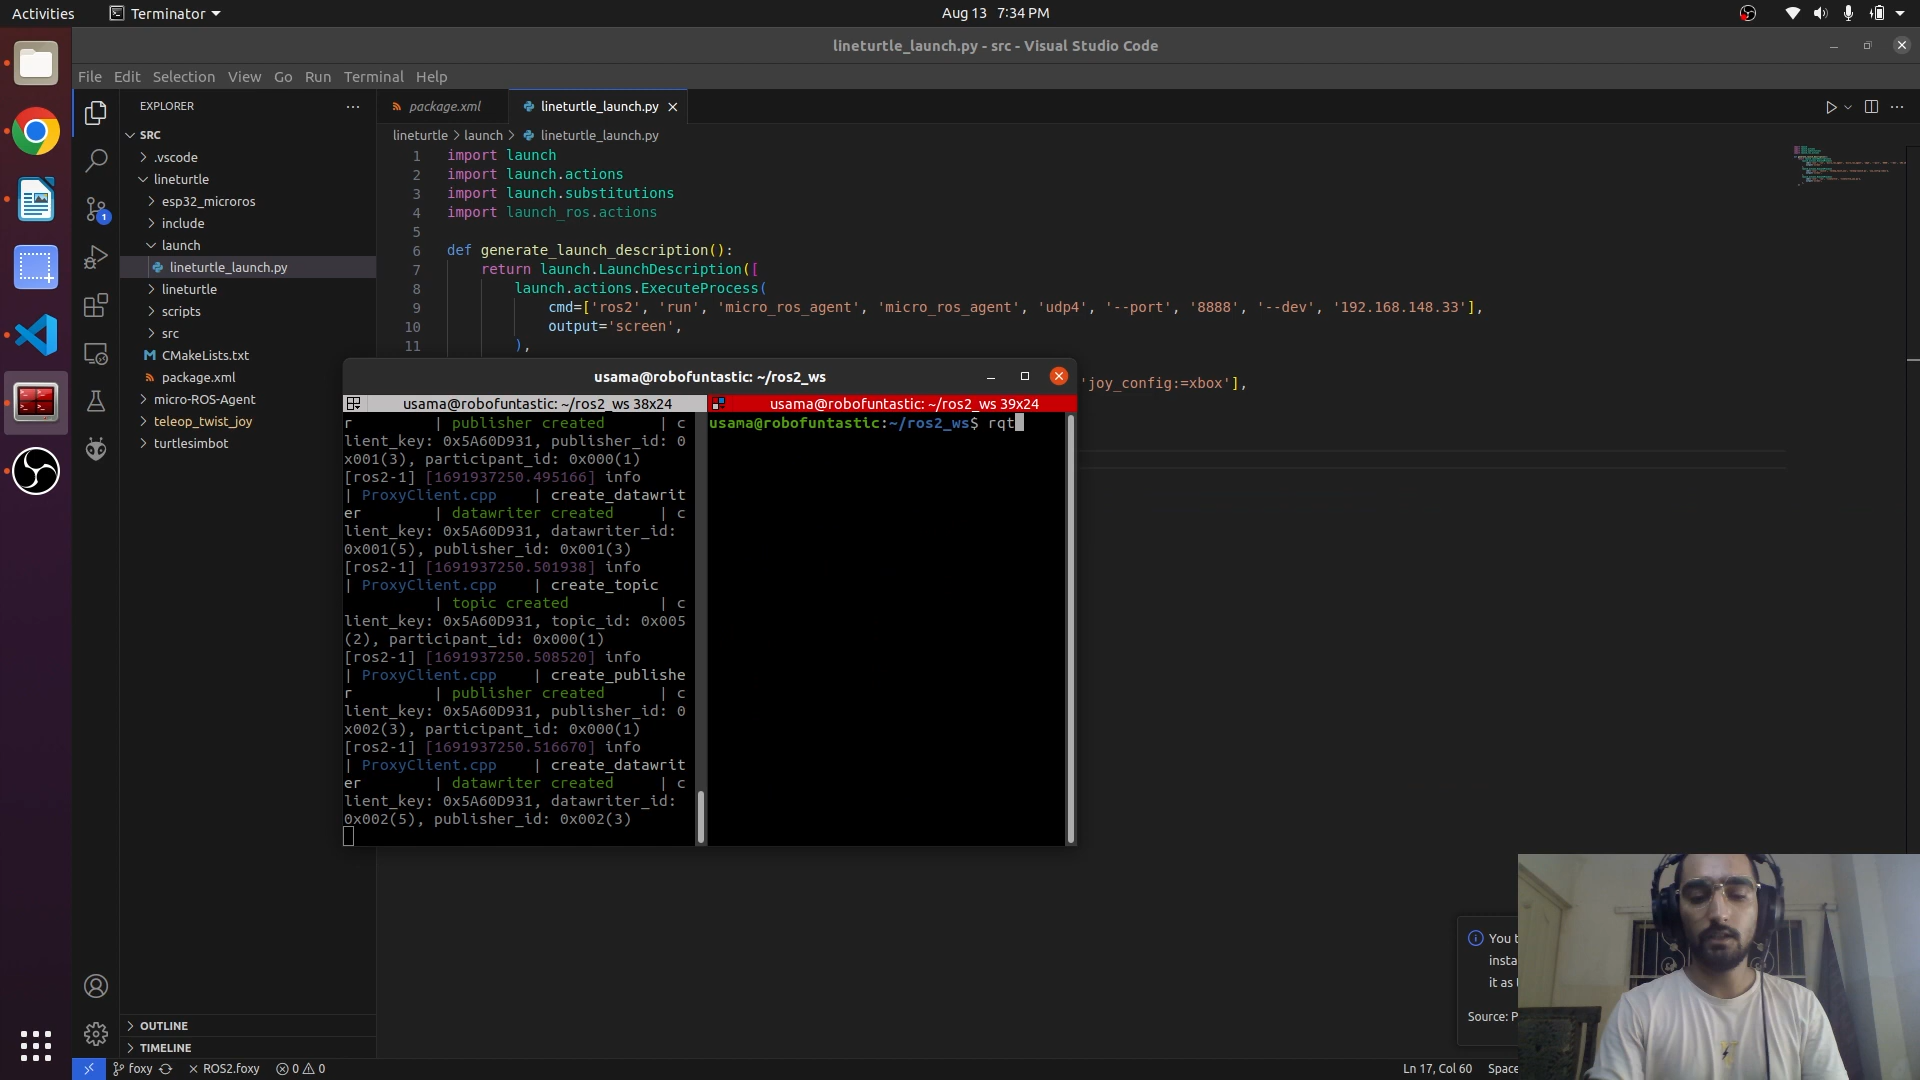 Activities
Terminator
Aug 13 7:34 PM
lineturtle_launch.py - src - Visual Studio Code
File Edit Selection View Go Run Terminal Help
EXPLORER
package.xml
lineturtle_launch.py
SRC
lineturtle > launch > lineturtle_launch.py
.vscode
lineturtle
esp32_microros
include
launch
lineturtle_launch.py
lineturtle
scripts
src
CMakeLists.txt
package.xml
micro-ROS-Agent
teleop_twist_joy
turtlesimbot
1 import launch
2 import launch.actions
3 import launch.substitutions
4 import launch_ros.actions
5
6 def generate_launch_description():
7 return launch.LaunchDescription([
8 launch.actions.ExecuteProcess(
9 cmd=['ros2', 'run', 'micro_ros_agent', 'micro_ros_agent', 'udp4', '--port', '8888', '--dev', '192.168.148.33'],
10 output='screen',
11 ),
'joy_config:=xbox'],
1
usama@robofuntastic: ~/ros2_ws
usama@robofuntastic: ~/ros2_ws 38x24
r | publisher created | c
lient_key: 0x5A60D931, publisher_id: 0
x001(3), participant_id: 0x000(1)
[ros2-1] [1691937250.495166] info
| ProxyClient.cpp | create_datawrit
er | datawriter created | c
lient_key: 0x5A60D931, datawriter_id:
0x001(5), publisher_id: 0x001(3)
[ros2-1] [1691937250.501938] info
| ProxyClient.cpp | create_topic
| topic created | c
lient_key: 0x5A60D931, topic_id: 0x005
(2), participant_id: 0x000(1)
[ros2-1] [1691937250.508520] info
| ProxyClient.cpp | create_publishe
r | publisher created | c
lient_key: 0x5A60D931, publisher_id: 0
x002(3), participant_id: 0x000(1)
[ros2-1] [1691937250.516670] info
| ProxyClient.cpp | create_datawrit
er | datawriter created | c
lient_key: 0x5A60D931, datawriter_id:
0x002(5), publisher_id: 0x002(3)
usama@robofuntastic: ~/ros2_ws 39x24
usama@robofuntastic:~/ros2_ws$ rqt
You
it as
Source:
OUTLINE
TIMELINE
foxy
ROS2.foxy
0 0
Ln 17, Col 60